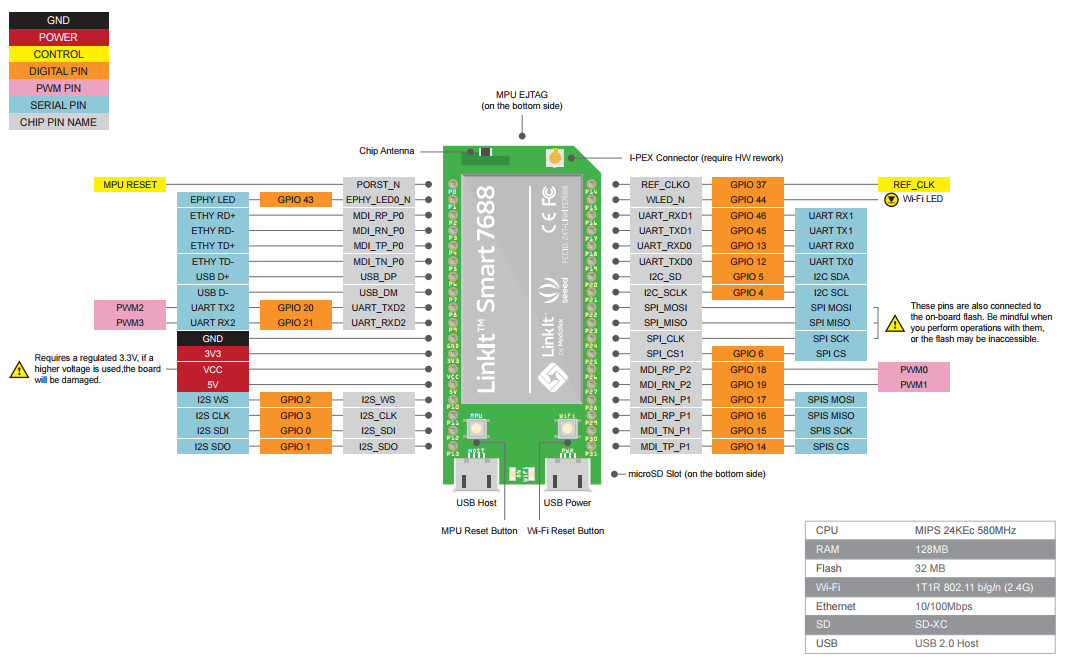 GND
POWER
CONTROL
DIGITAL PIN
PWM PIN
SERIAL PIN
CHIP PIN NAME
MPU EJTAG
(on the bottom side)
Chip Antenna
I-PEX Connector (require HW rework)
MPU RESET PORST_N
EPHY LED GPIO 43 EPHY_LED0_N
ETHY RD+ MDI_RP_P0
ETHY RD- MDI_RN_P0
ETHY TD+ MDI_TP_P0
ETHY TD- MDI_TN_P0
USB D+ USB_DP
USB D- USB_DM
PWM2 UART TX2 GPIO 20 UART_TXD2
PWM3 UART RX2 GPIO 21 UART_RXD2
GND
3V3
VCC
5V
I2S WS GPIO 2 I2S_WS
I2S CLK GPIO 3 I2S_CLK
I2S SDI GPIO 0 I2S_SDI
I2S SDO GPIO 1 I2S_SDO
Requires a regulated 3.3V, if a
higher voltage is used,the board
will be damaged.
P0
P1
P2
P3
P4
P5
P6
P7
P8
P9
GND
3V3
VCC
5V
P10
P11
P12
P13
LinkIt™ Smart 7688
CE FC
FCCID: Z4T-LINKIT57688
seeed
LinkIt
by MediaTek
P14
P15
P16
P17
P18
P19
P20
P21
P22
P23
P24
P25
P26
P27
P28
P29
P30
P31
MPU
WiFi
HOST
PWR
WiFi
REF_CLKO GPIO 37 REF_CLK
WLED_N GPIO 44 Wi-Fi LED
UART_RXD1 GPIO 46 UART RX1
UART_TXD1 GPIO 45 UART TX1
UART_RXD0 GPIO 13 UART RX0
UART_TXD0 GPIO 12 UART TX0
I2C_SD GPIO 5 I2C SDA
I2C_SCLK GPIO 4 I2C SCL
SPI_MOSI SPI MOSI
SPI_MISO SPI MISO
SPI_CLK SPI SCK
SPI_CS1 GPIO 6 SPI CS
MDI_RP_P2 GPIO 18 PWM0
MDI_RN_P2 GPIO 19 PWM1
MDI_RN_P1 GPIO 17 SPIS MOSI
MDI_RP_P1 GPIO 16 SPIS MISO
MDI_TN_P1 GPIO 15 SPIS SCK
MDI_TP_P1 GPIO 14 SPIS CS
These pins are also connected to
the on-board flash. Be mindful when
you perform operations with them,
or the flash may be inaccessible.
microSD Slot (on the bottom side)
USB Host
USB Power
MPU Reset Button
Wi-Fi Reset Button
CPU MIPS 24KEc 580MHz
RAM 128MB
Flash 32 MB
Wi-Fi 1T1R 802.11 b/g/n (2.4G)
Ethernet 10/100Mbps
SD SD-XC
USB USB 2.0 Host